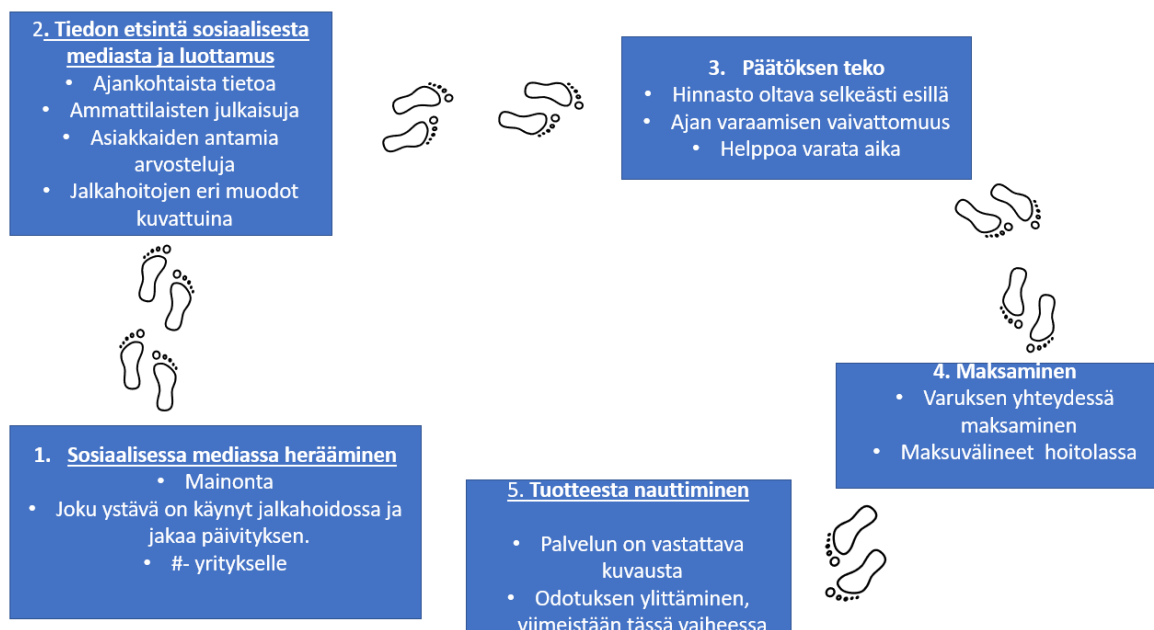 1. Sosiaalisessa mediassa herääminen
• Mainonta
• Joku ystävä on käynyt jalkahoidossa ja
jakaa päivityksen.
• #- yritykselle
2. Tiedon etsintä sosiaalisesta
mediasta ja luottamus
• Ajankohtaista tietoa
• Ammattilaisten julkaisuja
• Asiakkaiden antamia
arvosteluja
• Jalkahoitojen eri muodot
kuvattuina
3. Päätöksen teko
• Hinnasto oltava selkeästi esillä
• Ajan varaamisen vaivattomuus
• Helppoa varata aika
4. Maksaminen
• Varuksen yhteydessä
maksaminen
• Maksuvälineet hoitolassa
5. Tuotteesta nauttiminen
• Palvelun on vastattava
kuvausta
• Odotuksen ylittäminen,
viimeistään tässä vaiheessa